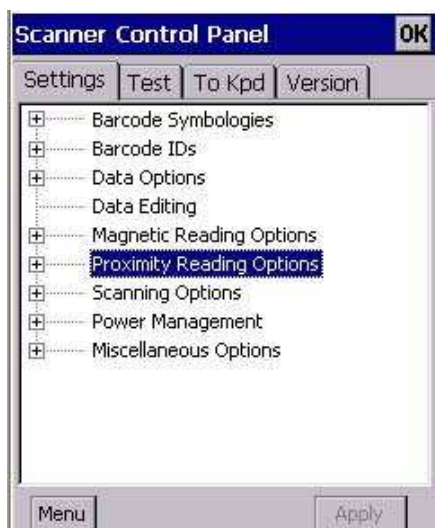 Scanner Control Panel OK
Settings Test To Kpd Version
Barcode Symbologies
Barcode IDs
Data Options
Data Editing
Magnetic Reading Options
Proximity Reading Options
Scanning Options
Power Management
Miscellaneous Options
Menu Apply